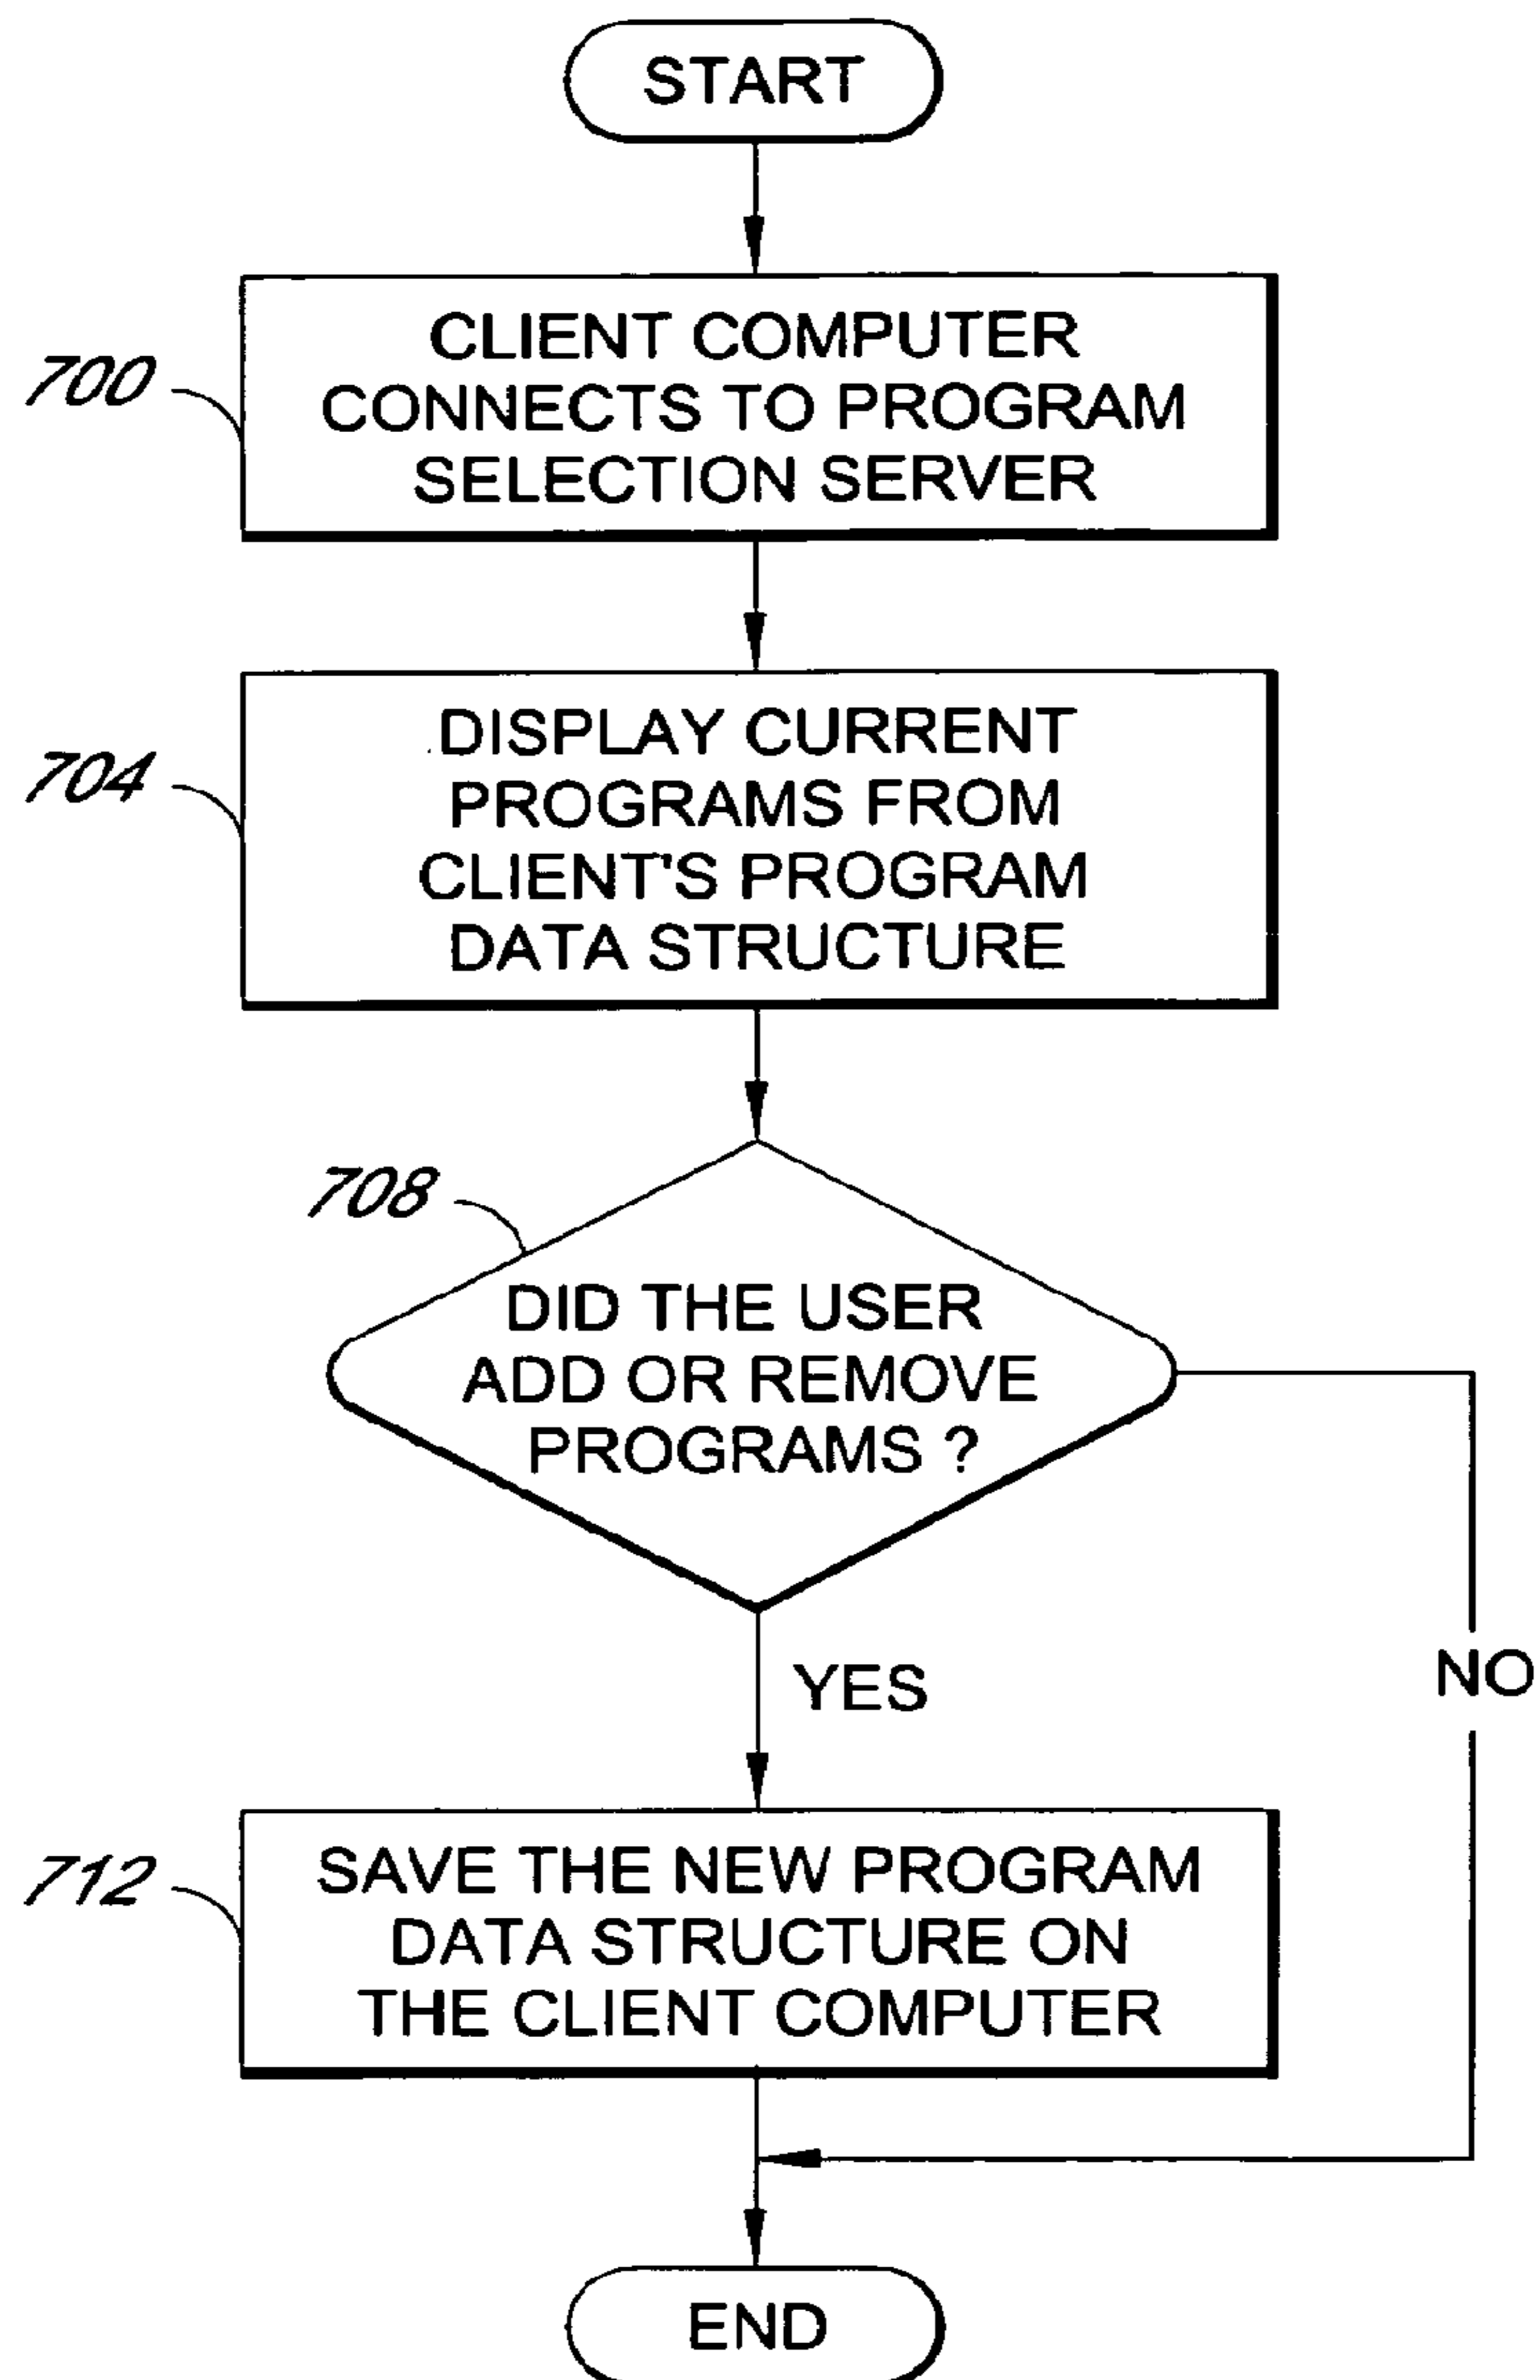 START
700
CLIENT COMPUTER
CONNECTS TO PROGRAM
SELECTION SERVER
704
DISPLAY CURRENT
PROGRAMS FROM
CLIENT'S PROGRAM
DATA STRUCTURE
708
DID THE USER
ADD OR REMOVE
PROGRAMS ?
YES
NO
712
SAVE THE NEW PROGRAM
DATA STRUCTURE ON
THE CLIENT COMPUTER
END